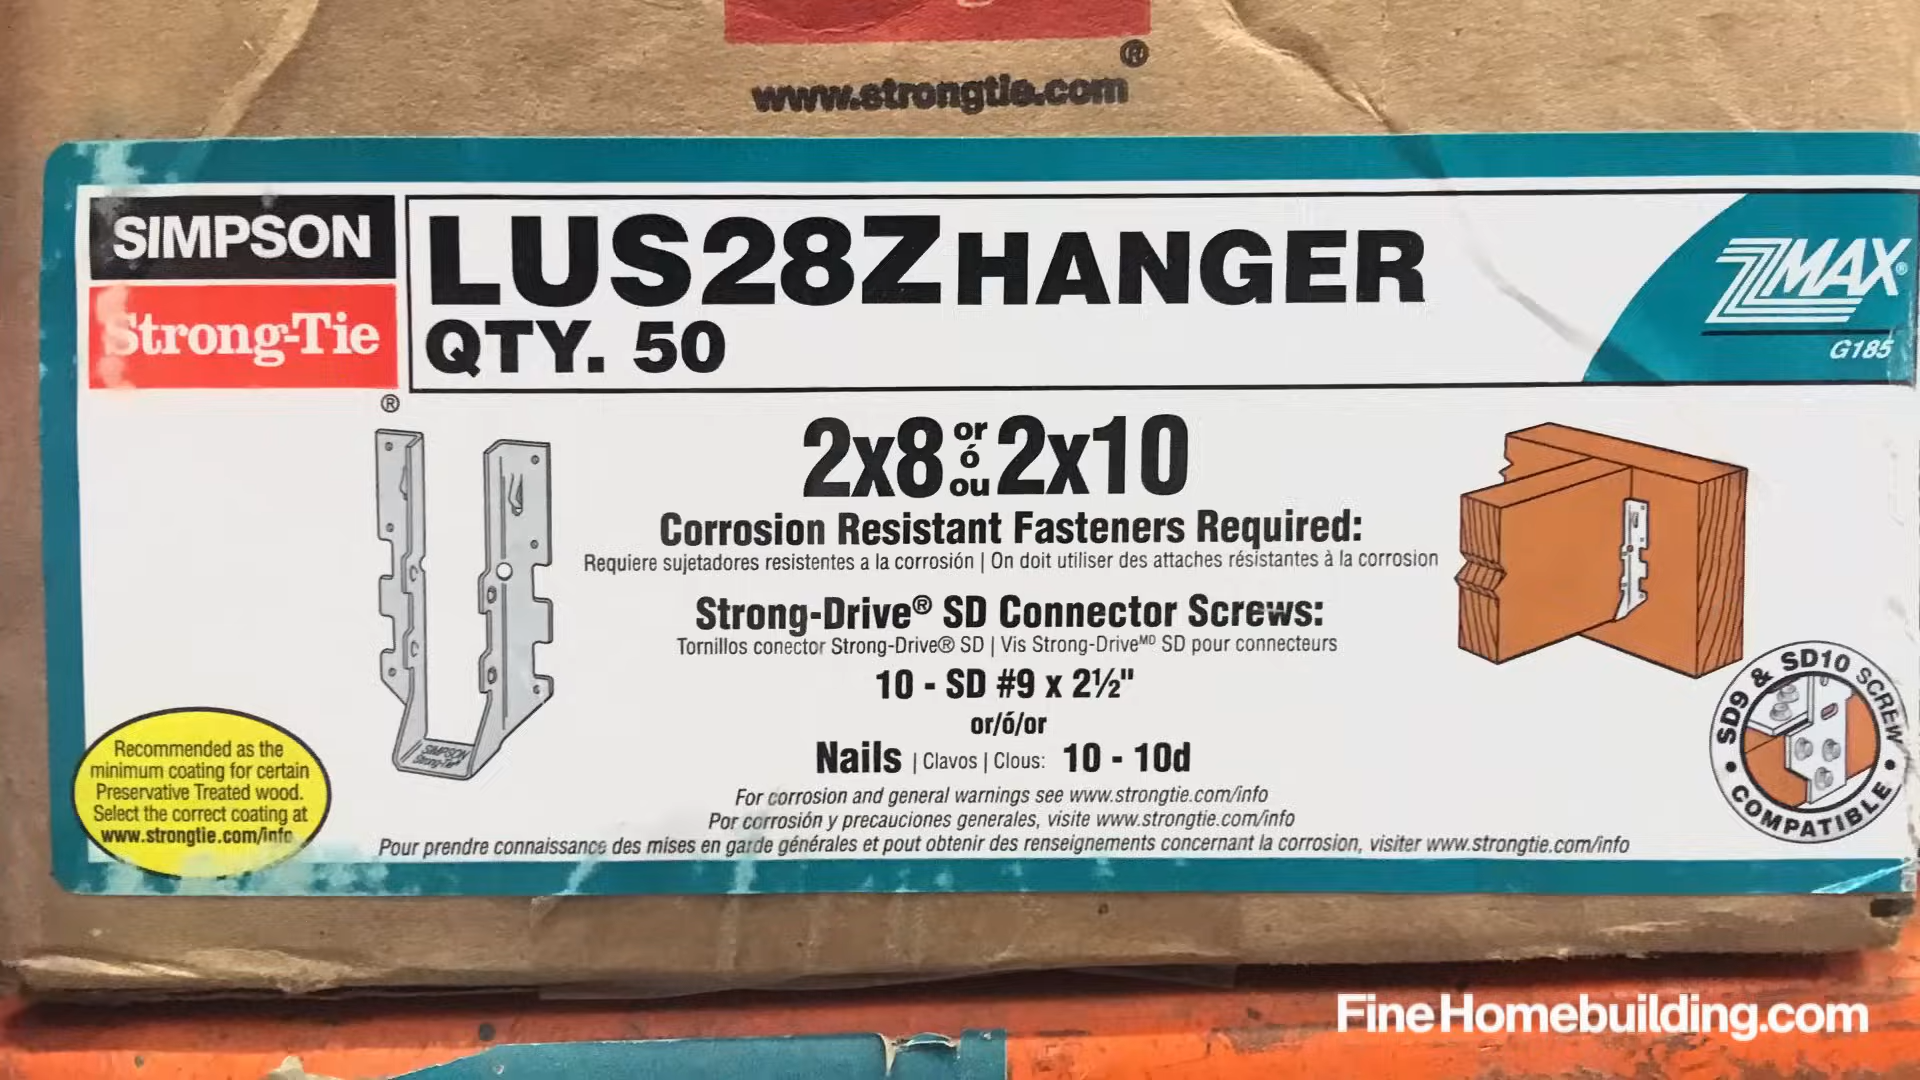 www.strongtie.com®
SIMPSON
Strong-Tie
®
LUS28Z HANGER
QTY. 50
ZMAX®
G185
2x8 or ó ou 2x10
Corrosion Resistant Fasteners Required:
Requiere sujetadores resistentes a la corrosión | On doit utiliser des attaches résistantes à la corrosion
Strong-Drive® SD Connector Screws:
Tornillos conector Strong-Drive® SD | Vis Strong-Driveᴹᴰ SD pour connecteurs
10 - SD #9 x 2½"
or/ó/or
Nails | Clavos | Clous: 10 - 10d
For corrosion and general warnings see www.strongtie.com/info
Por corrosión y precauciones generales, visite www.strongtie.com/info
Pour prendre connaissance des mises en garde générales et pout obtenir des renseignements concernant la corrosion, visiter www.strongtie.com/info
SIMPSON
Strong-Tie
Recommended as the
minimum coating for certain
Preservative Treated wood.
Select the correct coating at
www.strongtie.com/info
SD9 & SD10 SCREW
• COMPATIBLE •
FineHomebuilding.com